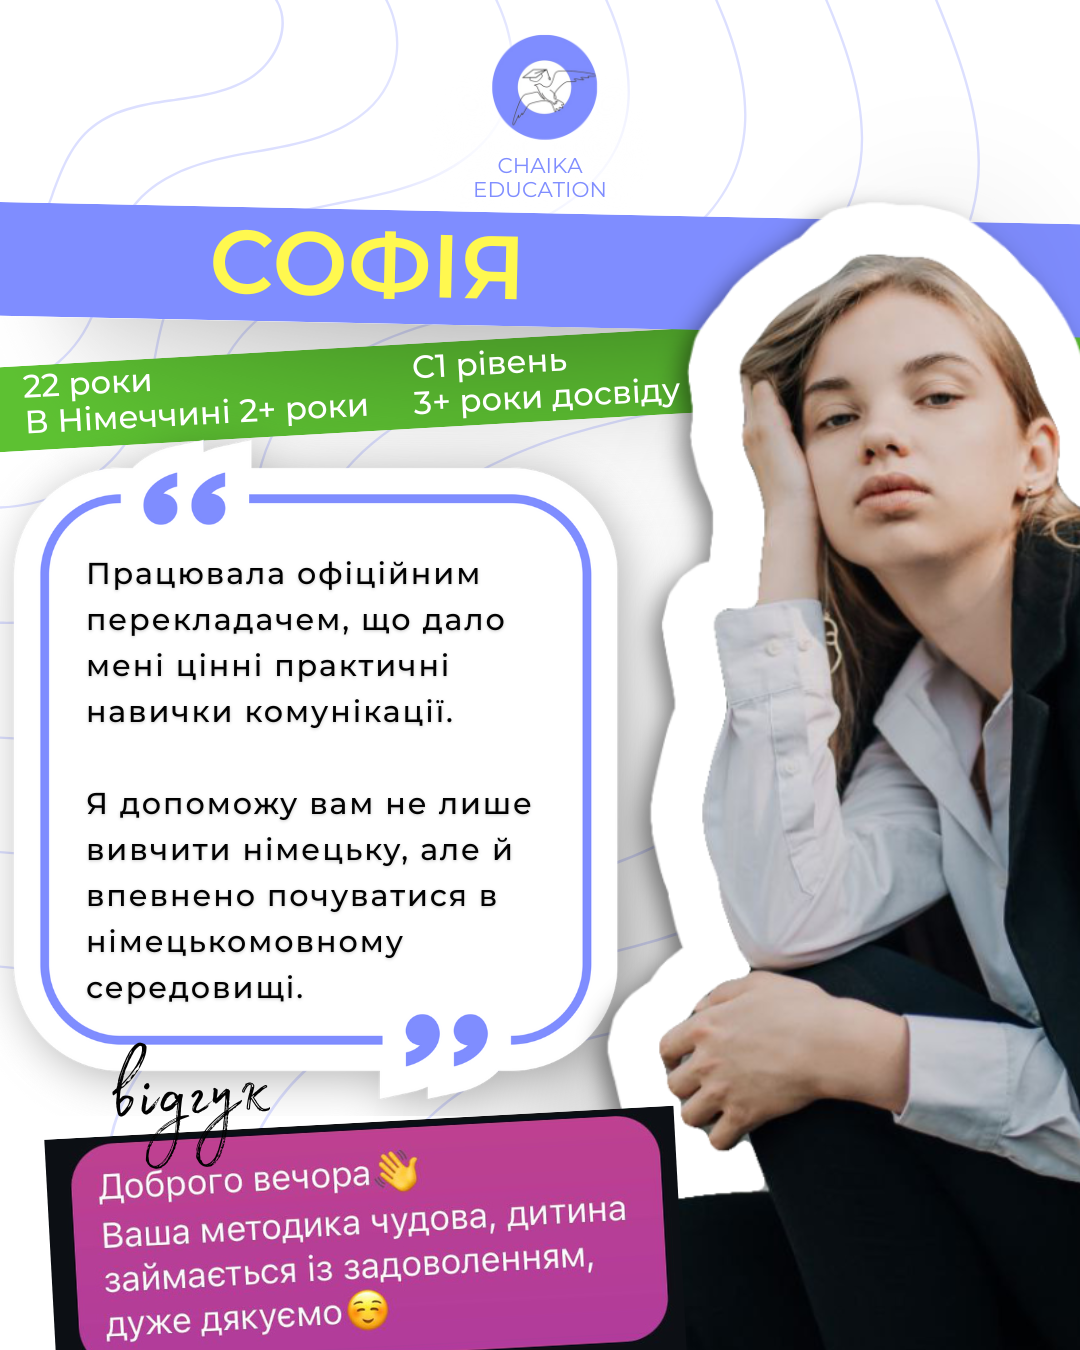 CHAIKA
EDUCATION
СОФІЯ
22 роки
В Німеччині 2+ роки
С1 рівень
3+ роки досвіду
“
Працювала офіційним
перекладачем, що дало
мені цінні практичні
навички комунікації.
Я допоможу вам не лише
вивчити німецьку, але й
впевнено почуватися в
німецькомовному
середовищі.
”
відгук
Доброго вечора👋
Ваша методика чудова, дитина
займається із задоволенням,
дуже дякуємо☺️